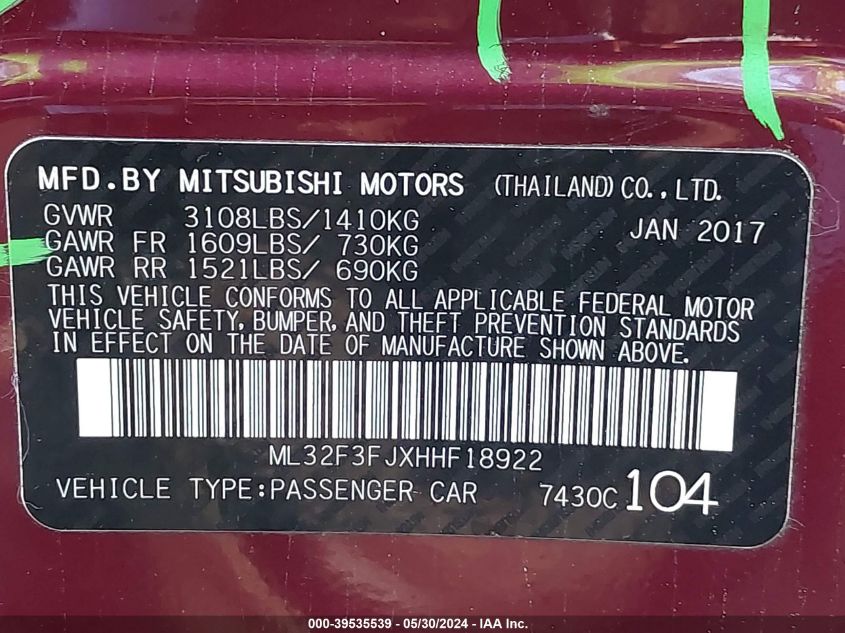 MFD.BY MITSUBISHI MOTORS (THAILAND) CO., LTD.
GVWR 3108LBS/1410KG JAN 2017
GAWR FR 1609LBS/ 730KG
GAWR RR 1521LBS/ 690KG
THIS VEHICLE CONFORMS TO ALL APPLICABLE FEDERAL MOTOR
VEHICLE SAFETY, BUMPER, AND THEFT PREVENTION STANDARDS
IN EFFECT ON THE DATE OF MANUFACTURE SHOWN ABOVE.
ML32F3FJXHHF18922
VEHICLE TYPE:PASSENGER CAR 7430C 104
000-39535539 - 05/30/2024 - IAA Inc.